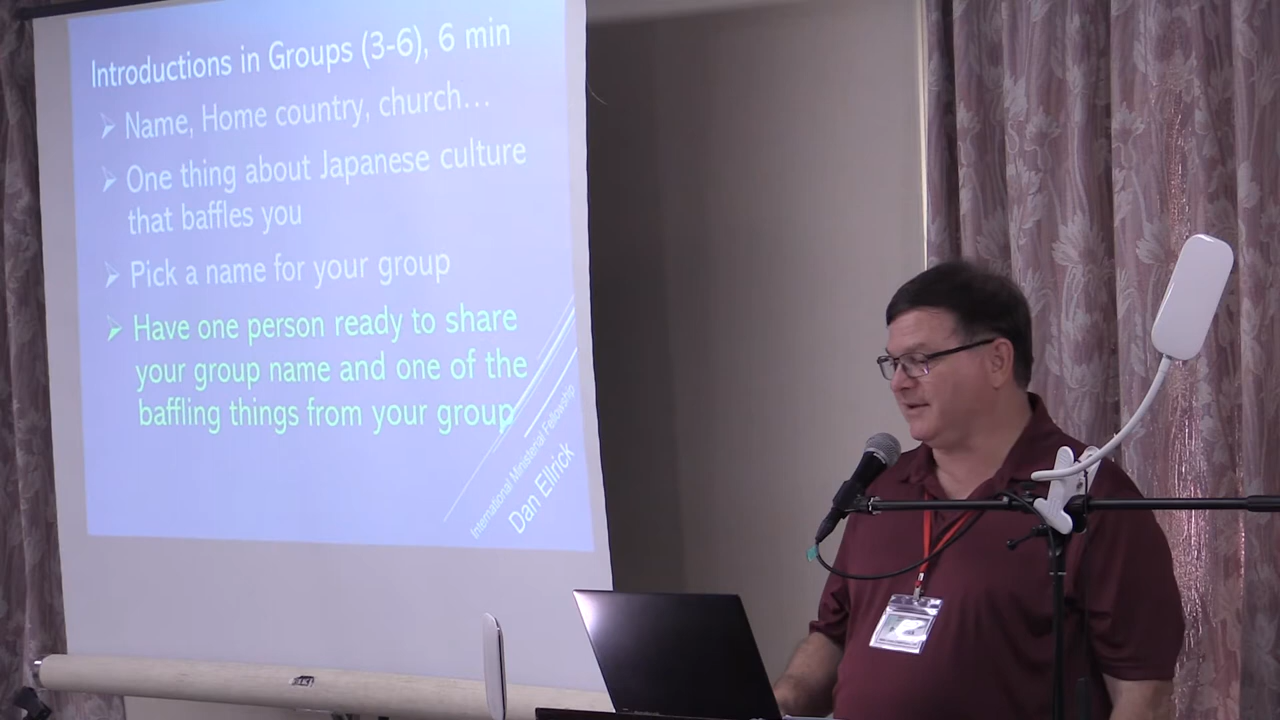 Introductions in Groups (3-6), 6 min
Name, Home country, church...
One thing about Japanese culture
that baffles you
Pick a name for your group
Have one person ready to share
your group name and one of the
baffling things from your group
International Ministerial Fellowship
Dan Ellrick